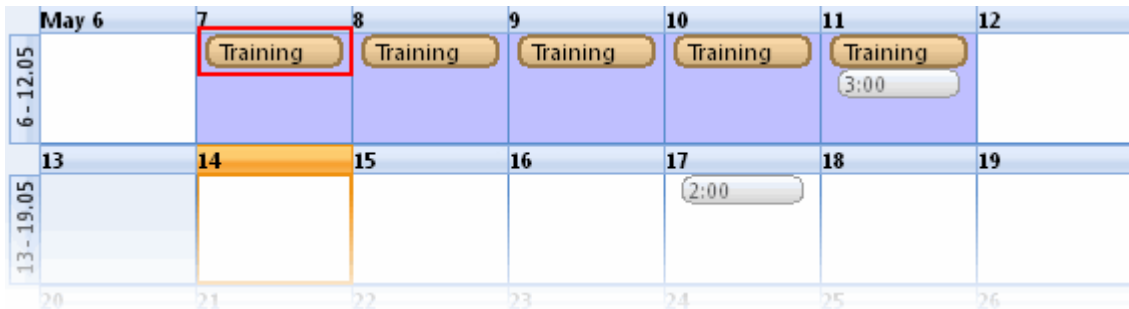 May 6 7 8 9 10 11 12
6 - 12.05
Training Training Training Training Training
3:00
13 14 15 16 17 18 19
13 - 19.05
2:00
20 21 22 23 24 25 26